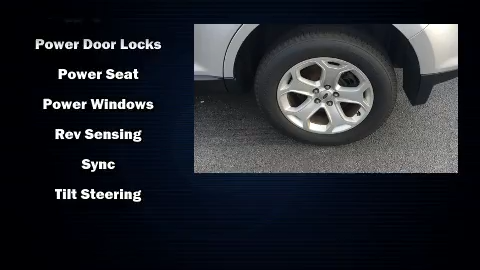 Power Door Locks
Power Seat
Power Windows
Rev Sensing
Sync
Tilt Steering